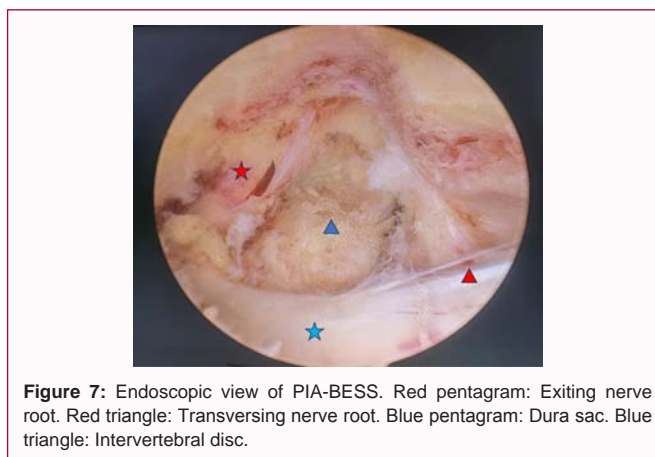 Figure 7: Endoscopic view of PIA-BESS. Red pentagram: Exiting nerve
root. Red triangle: Transversing nerve root. Blue pentagram: Dura sac. Blue
triangle: Intervertebral disc.